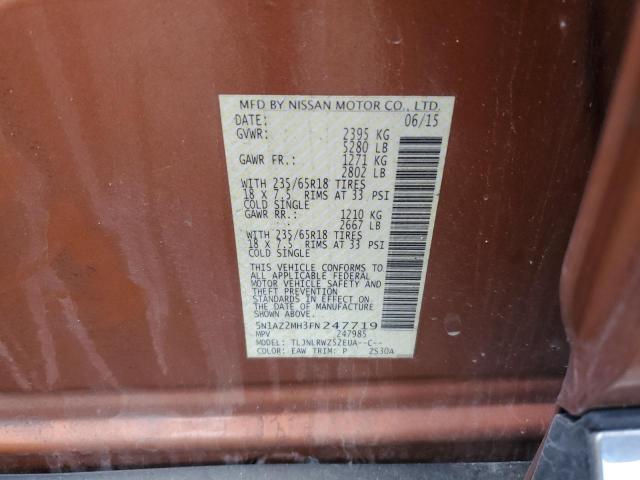 MFD BY NISSAN MOTOR CO., LTD.
DATE: 06/15
GVWR: 2395 KG
5280 LB
GAWR FR.: 1271 KG
2802 LB
WITH 235/65R18 TIRES
18 X 7.5 RIMS AT 33 PSI
COLD SINGLE
GAWR RR.: 1210 KG
2667 LB
WITH 235/65R18 TIRES
18 X 7.5 RIMS AT 33 PSI
COLD SINGLE
THIS VEHICLE CONFORMS TO
ALL APPLICABLE FEDERAL
MOTOR VEHICLE SAFETY AND
THEFT PREVENTION
STANDARDS IN EFFECT ON
THE DATE OF MANUFACTURE
SHOWN ABOVE.
5N1AZ2MH3FN247719
MPV 247985
MODEL: TLJNLRWZ52EUA--C--
COLOR: EAW TRIM: P ZS30A